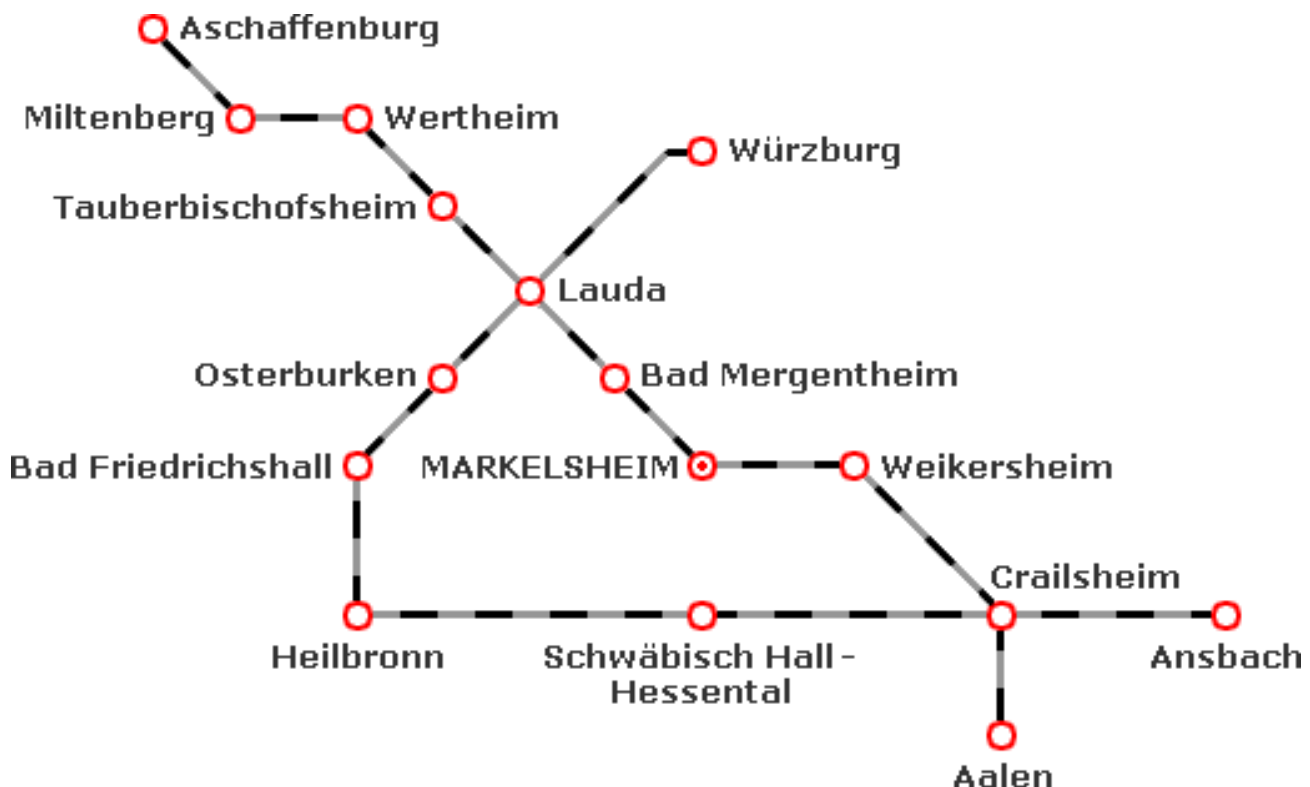 Aschaffenburg
Miltenberg
Wertheim
Würzburg
Tauberbischofsheim
Lauda
Osterburken
Bad Mergentheim
Bad Friedrichshall
MARKELSHEIM
Weikersheim
Crailsheim
Heilbronn
Schwäbisch Hall -
Hessental
Ansbach
Aalen